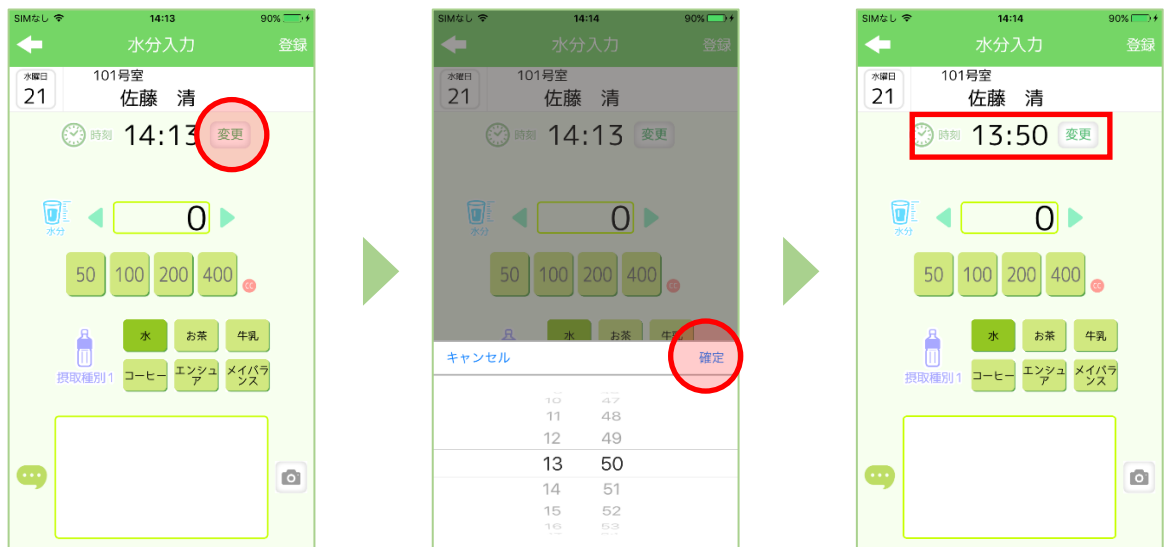 SIMなし 14:13 90%
水分入力 登録
水曜日 101号室
21 佐藤 清
時刻 14:13 変更
0
水分
50 100 200 400 cc
水 お茶 牛乳
摂取種別1 コーヒー エンシュア メイバランス
SIMなし 14:14 90%
水分入力 登録
水曜日 101号室
21 佐藤 清
時刻 14:13 変更
0
水分
50 100 200 400 cc
水 お茶 牛乳
キャンセル 確定
10 47
11 48
12 49
13 50
14 51
15 52
16 53
SIMなし 14:14 90%
水分入力 登録
水曜日 101号室
21 佐藤 清
時刻 13:50 変更
0
水分
50 100 200 400 cc
水 お茶 牛乳
摂取種別1 コーヒー エンシュア メイバランス